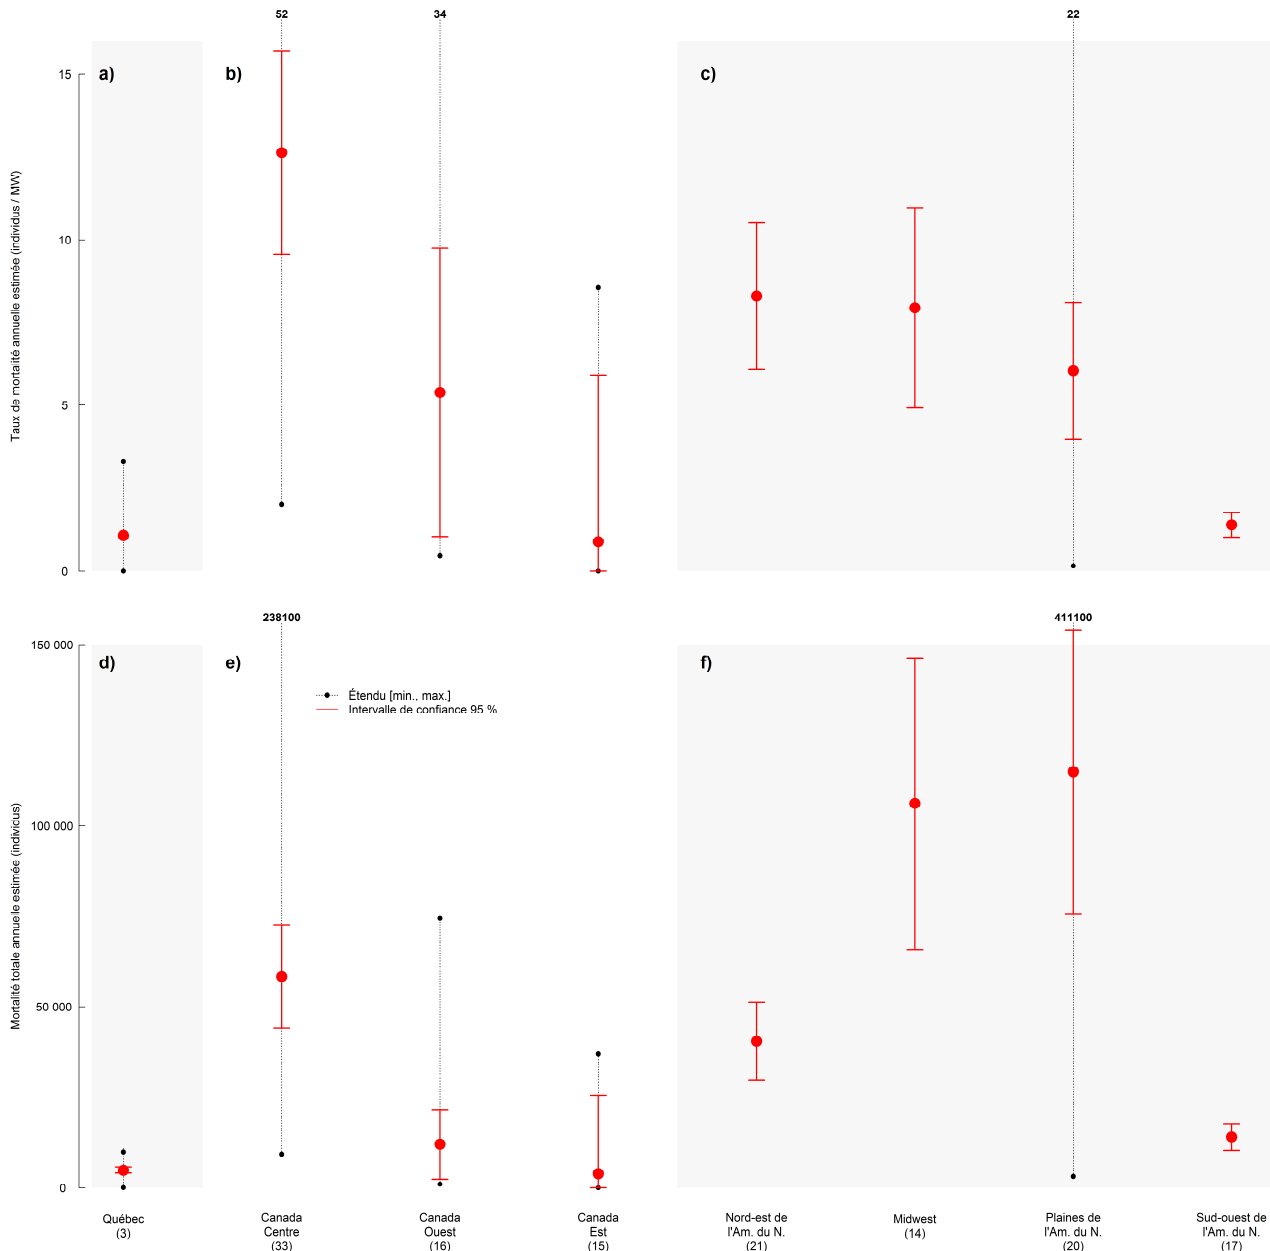 52
34
22
a)
b)
c)
15
10
5
0
Taux de mortalité annuelle estimée (individus / MW)
238100
411100
150 000
100 000
50 000
0
d)
e)
f)
Étendu [min., max.]
Intervalle de confiance 95 %
Mortalité totale annuelle estimée (individus)
Québec
(3)
Canada
Centre
(33)
Canada
Ouest
(16)
Canada
Est
(15)
Nord-est de
l'Am. du N.
(21)
Midwest
(14)
Plaines de
l'Am. du N.
(20)
Sud-ouest de
l'Am. du N.
(17)